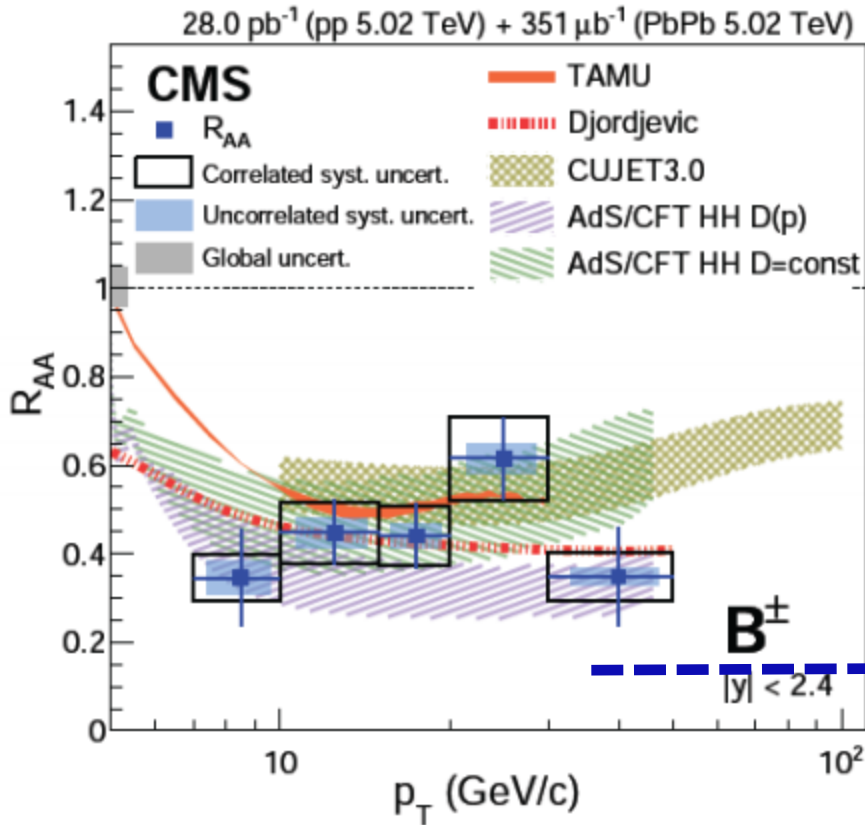 28.0 pb⁻¹ (pp 5.02 TeV) + 351 μb⁻¹ (PbPb 5.02 TeV)
CMS
R_AA
Correlated syst. uncert.
Uncorrelated syst. uncert.
Global uncert.
TAMU
Djordjevic
CUJET3.0
AdS/CFT HH D(p)
AdS/CFT HH D=const
R_AA
1.4
1.2
1
0.8
0.6
0.4
0.2
0
B±
|y| < 2.4
10
10²
p_T (GeV/c)